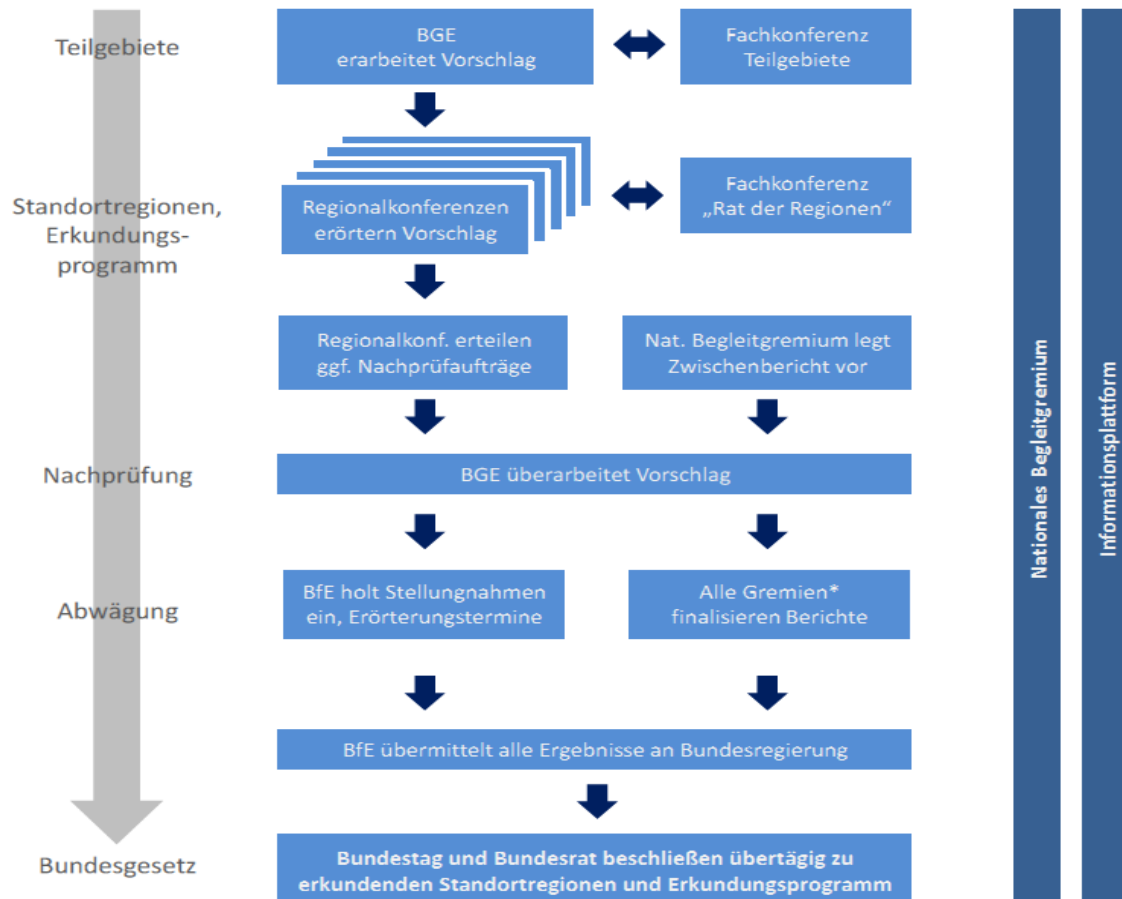 Teilgebiete
BGE
erarbeitet Vorschlag
Fachkonferenz
Teilgebiete
Standortregionen,
Erkundungs-
programm
Regionalkonferenzen
erörtern Vorschlag
Fachkonferenz
„Rat der Regionen“
Regionalkonf. erteilen
ggf. Nachprüfaufträge
Nat. Begleitgremium legt
Zwischenbericht vor
Nachprüfung
BGE überarbeitet Vorschlag
Abwägung
BfE holt Stellungnahmen
ein, Erörterungstermine
Alle Gremien*
finalisieren Berichte
BfE übermittelt alle Ergebnisse an Bundesregierung
Bundesgesetz
Bundestag und Bundesrat beschließen übertägig zu
erkundenden Standortregionen und Erkundungsprogramm
Nationales Begleitgremium
Informationsplattform